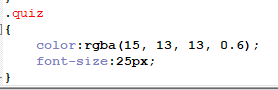 }
.quiz
{
    color:rgba(15, 13, 13, 0.6);
    font-size:25px;
}